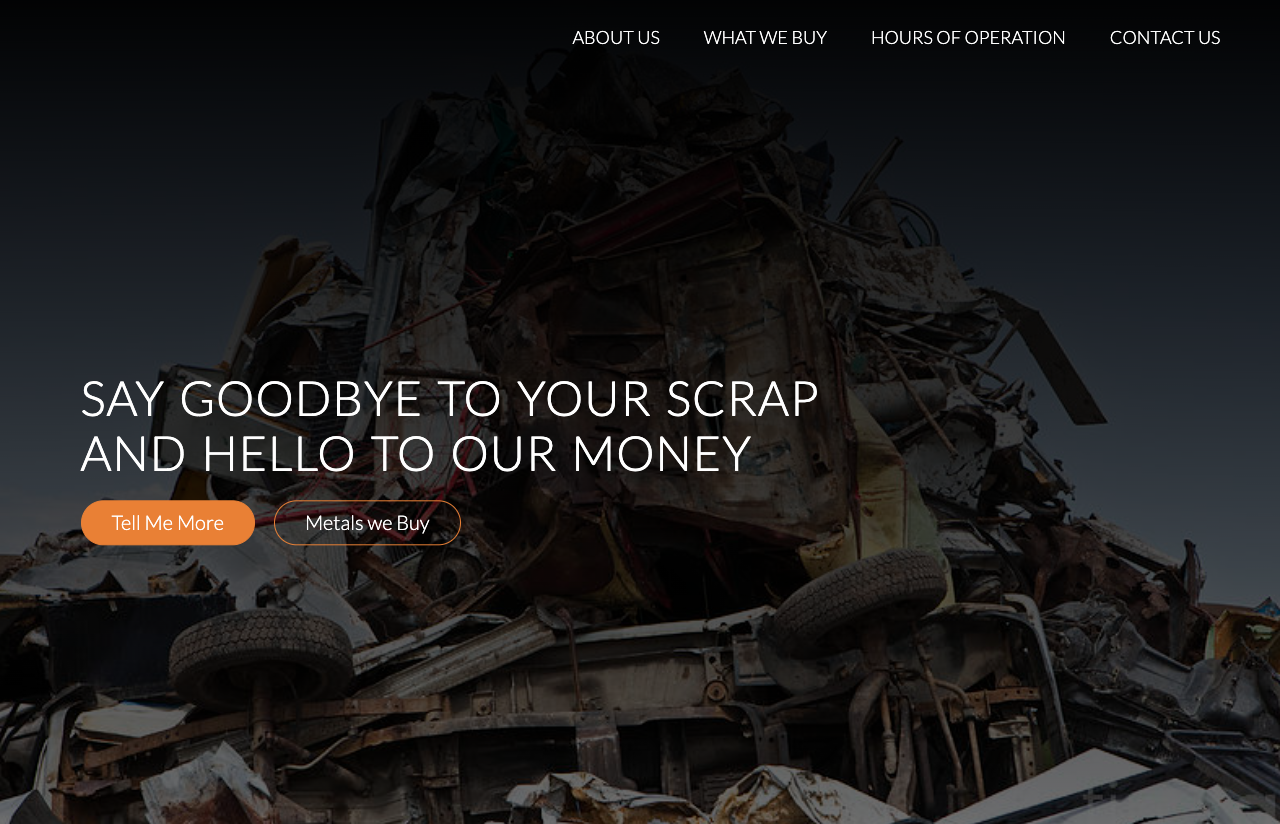 ABOUT US WHAT WE BUY HOURS OF OPERATION CONTACT US
SAY GOODBYE TO YOUR SCRAP
AND HELLO TO OUR MONEY
Tell Me More Metals we Buy